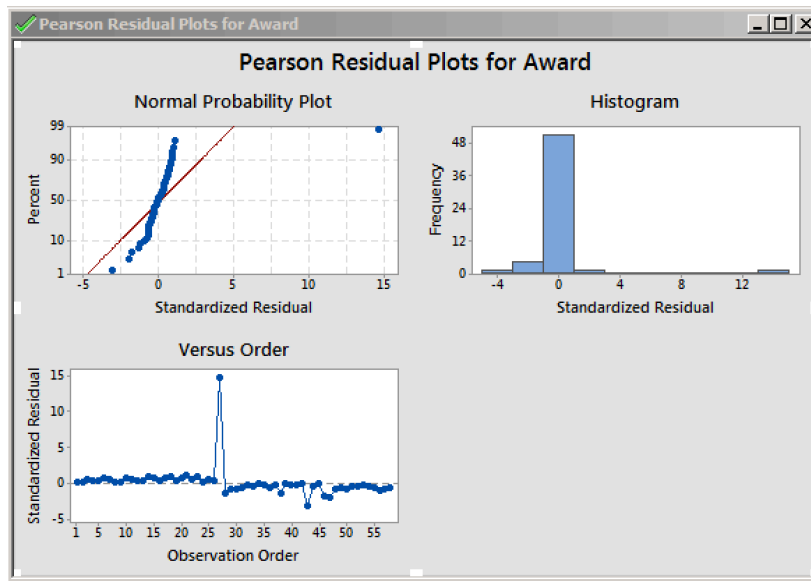 Pearson Residual Plots for Award
Pearson Residual Plots for Award
Normal Probability Plot
99
90
50
10
1
Percent
-5 0 5 10 15
Standardized Residual
Histogram
48
36
24
12
0
Frequency
-4 0 4 8 12
Standardized Residual
Versus Order
15
10
5
0
-5
Standardized Residual
1 5 10 15 20 25 30 35 40 45 50 55
Observation Order